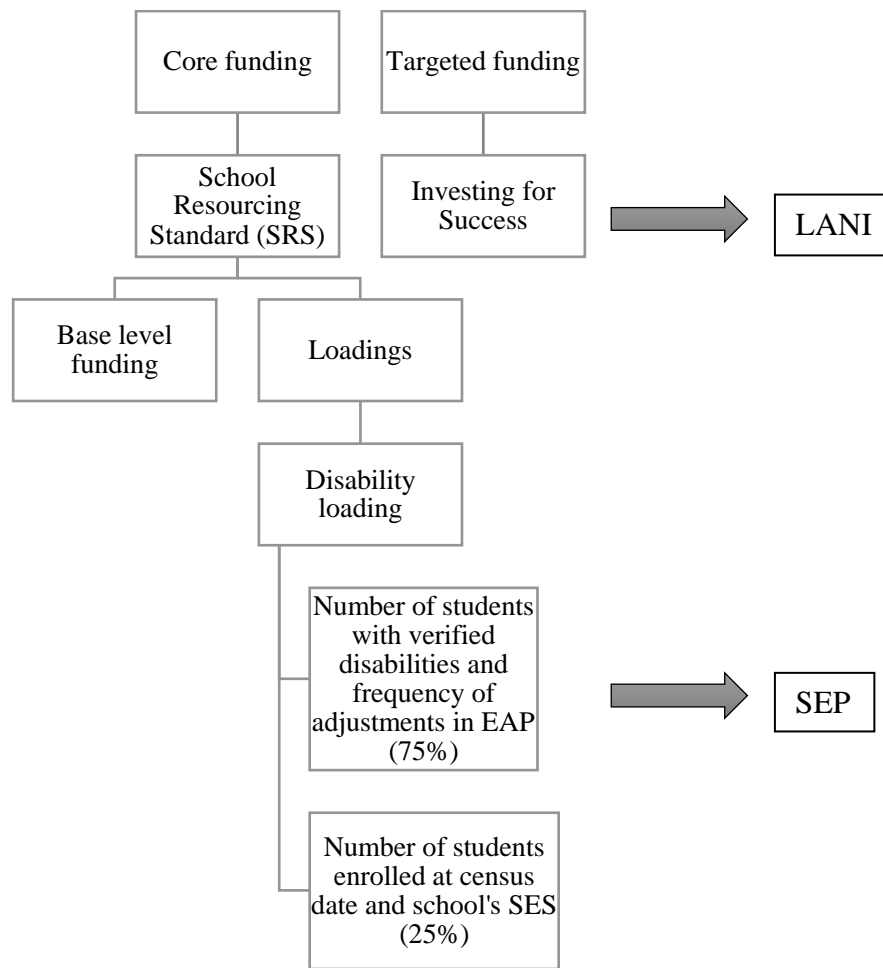 Core funding
Targeted funding
School
Resourcing
Standard (SRS)
Investing for
Success
LANI
Base level
funding
Loadings
Disability
loading
Number of students
with verified
disabilities and
frequency of
adjustments in EAP
(75%)
SEP
Number of students
enrolled at census
date and school's SES
(25%)